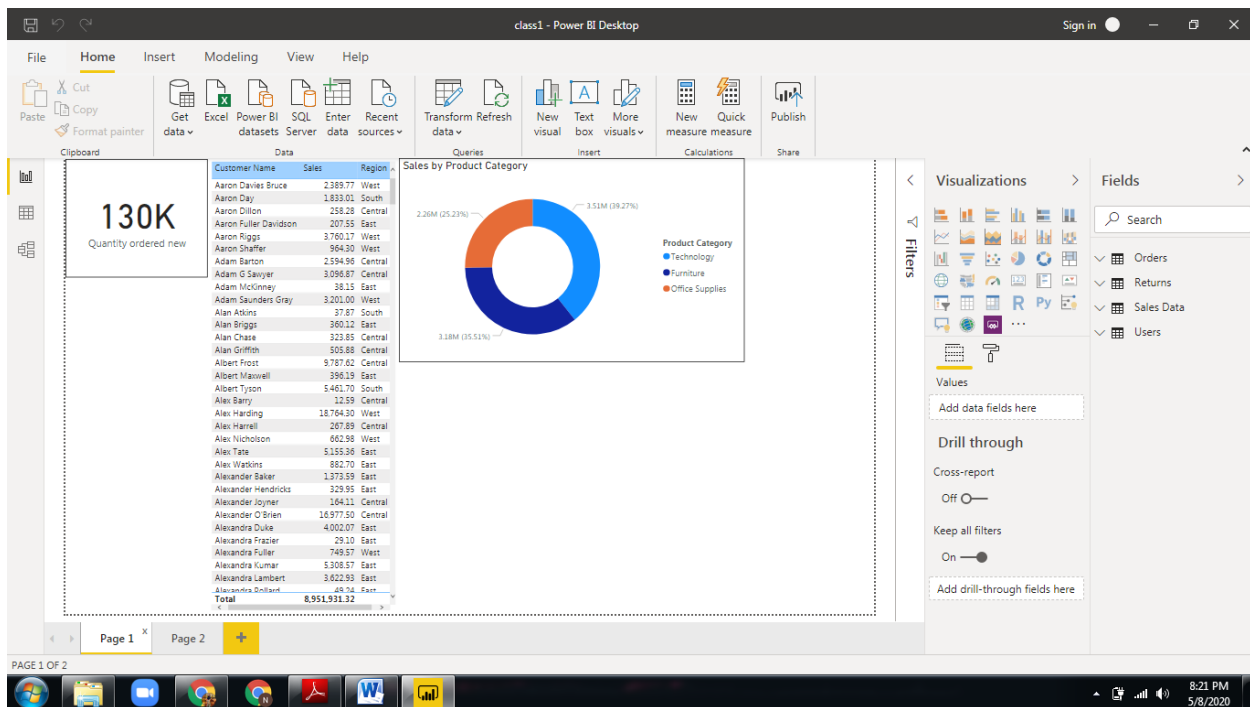 class1 - Power BI Desktop
Sign in
File Home Insert Modeling View Help
Paste
Cut
Copy
Format painter
Get data
Excel
Power BI datasets
SQL Server
Enter data
Recent sources
Transform data
Refresh
New visual
Text box
More visuals
New measure
Quick measure
Publish
Clipboard
Data
Queries
Insert
Calculations
Share
130K
Quantity ordered new
Customer Name Sales Region
Aaron Davies Bruce 2,389.77 West
Aaron Day 1,833.01 South
Aaron Dillon 258.28 Central
Aaron Fuller Davidson 207.55 East
Aaron Riggs 3,760.17 West
Aaron Shaffer 964.30 West
Adam Barton 2,594.96 Central
Adam G Sawyer 3,096.87 Central
Adam McKinney 38.15 East
Adam Saunders Gray 3,201.00 West
Alan Atkins 37.87 South
Alan Briggs 360.12 East
Alan Chase 323.85 Central
Alan Griffith 505.88 Central
Albert Frost 9,787.62 Central
Albert Maxwell 396.19 East
Albert Tyson 5,461.70 South
Alex Barry 12.59 Central
Alex Harding 18,764.30 West
Alex Harrell 267.89 Central
Alex Nicholson 662.98 West
Alex Tate 5,155.36 East
Alex Watkins 882.70 East
Alexander Baker 1,373.59 East
Alexander Hendricks 329.95 East
Alexander Joyner 164.11 Central
Alexander O'Brien 16,977.50 Central
Alexandra Duke 4,002.07 East
Alexandra Frazier 29.10 East
Alexandra Fuller 749.57 West
Alexandra Kumar 5,308.57 East
Alexandra Lambert 3,622.93 East
Alexandra Pollard 49.24 East
Total 8,951,931.32
Sales by Product Category
2.26M (25.23%)
3.51M (39.27%)
3.18M (35.51%)
Product Category
Technology
Furniture
Office Supplies
Filters
Visualizations
R Py
Values
Add data fields here
Drill through
Cross-report
Off
Keep all filters
On
Add drill-through fields here
Fields
Search
Orders
Returns
Sales Data
Users
Page 1 x
Page 2
+
PAGE 1 OF 2
8:21 PM
5/8/2020